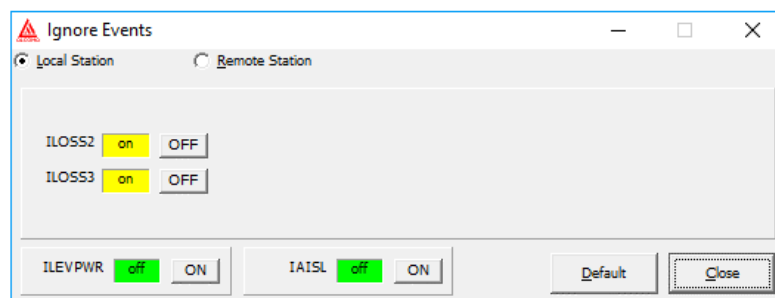 Ignore Events
Local Station Remote Station
ILOSS2 on OFF
ILOSS3 on OFF
ILEVPWR off ON IAISL off ON Default Close